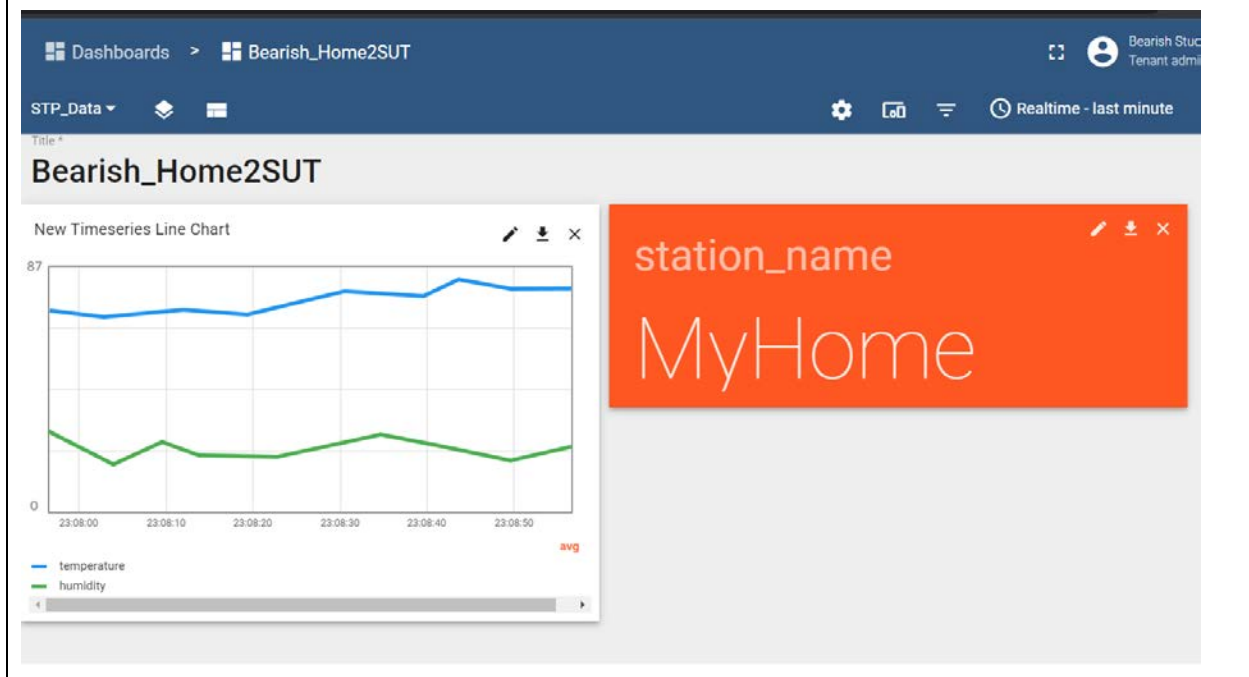 Dashboards > Bearish_Home2SUT
Bearish Stuc
Tenant admi
STP_Data
Realtime - last minute
Title *
Bearish_Home2SUT
New Timeseries Line Chart
87
0
23:08:00 23:08:10 23:08:20 23:08:30 23:08:40 23:08:50
avg
temperature
humidity
station_name
MyHome